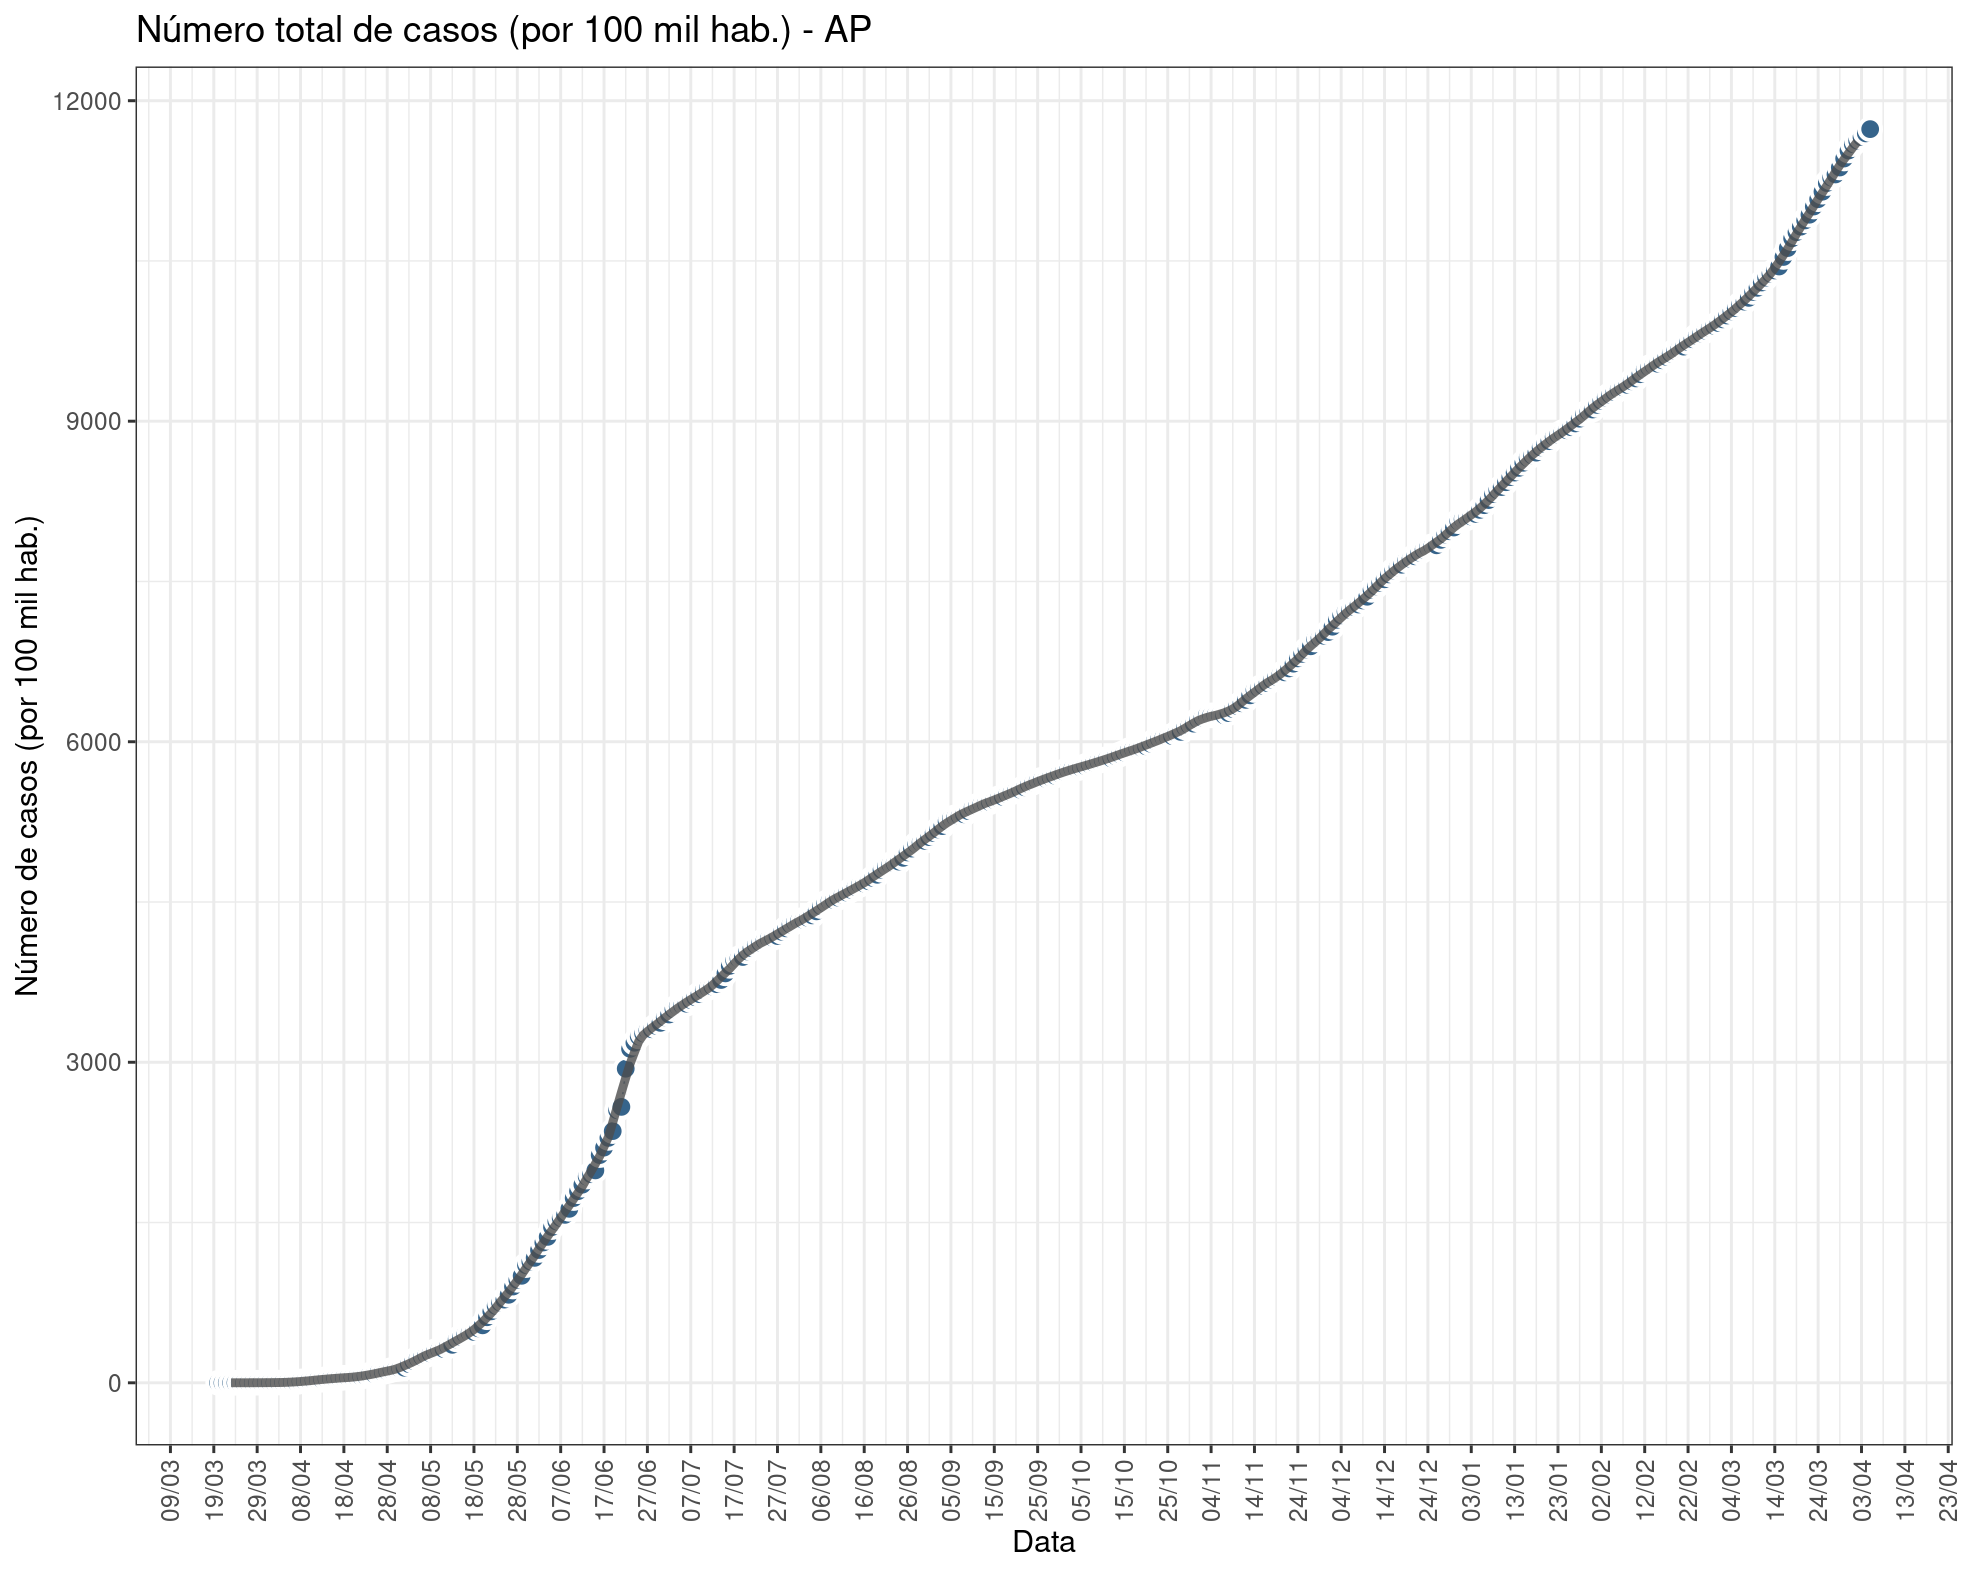 Número total de casos (por 100 mil hab.) - AP
Número de casos (por 100 mil hab.)
12000
9000
6000
3000
0
09/03 19/03 29/03 08/04 18/04 28/04 08/05 18/05 28/05 07/06 17/06 27/06 07/07 17/07 27/07 06/08 16/08 26/08 05/09 15/09 25/09 05/10 15/10 25/10 04/11 14/11 24/11 04/12 14/12 24/12 03/01 13/01 23/01 02/02 12/02 22/02 04/03 14/03 24/03 03/04 13/04 23/04
Data